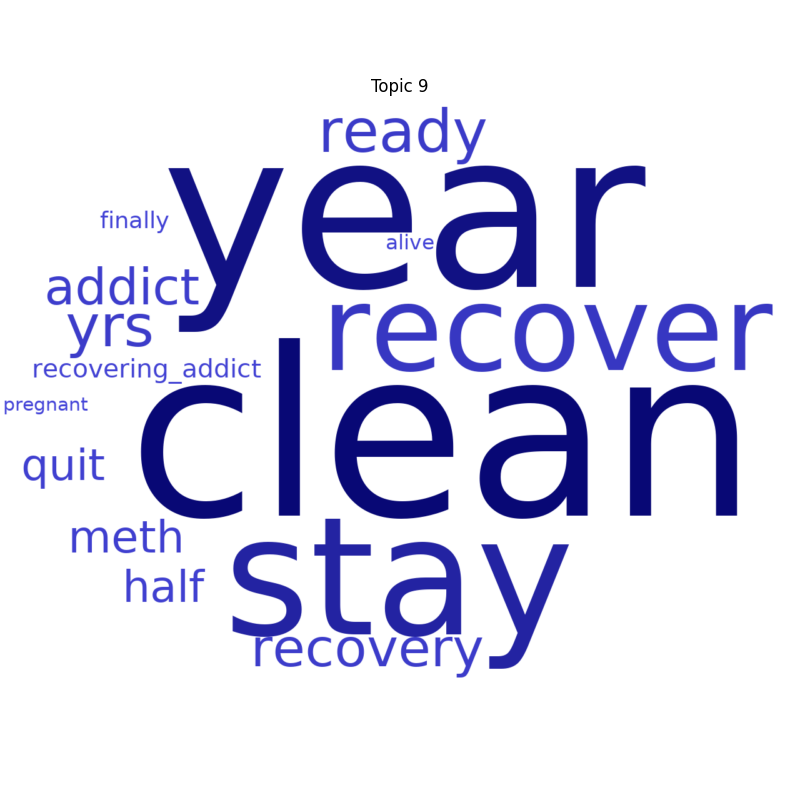 Topic 9
ready
year
finally
alive
addict
yrs
recover
recovering_addict
clean
pregnant
quit
stay
meth
half
recovery